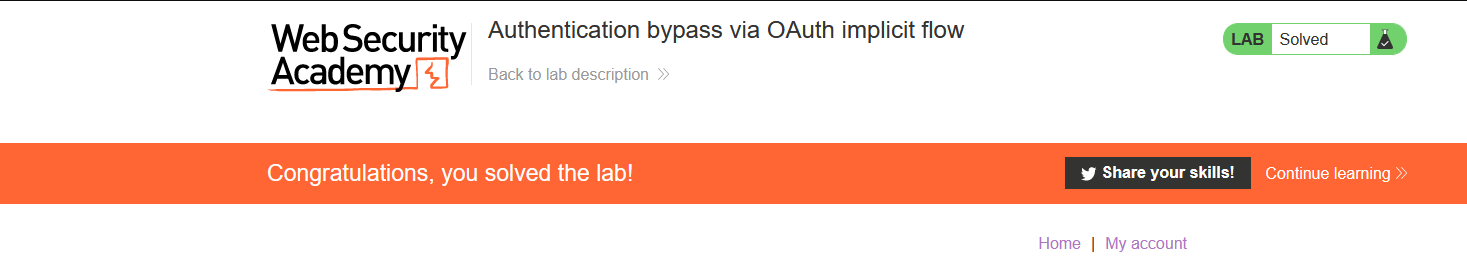 Web Security
Academy
Authentication bypass via OAuth implicit flow
Back to lab description
LAB Solved
Congratulations, you solved the lab!
Share your skills!
Continue learning
Home | My account